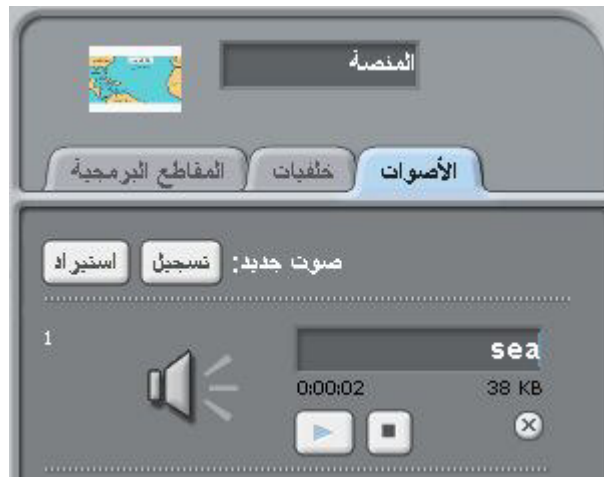 المنصة
الأصوات خلفيات المقاطع البرمجية
صوت جديد: تسجيل استيراد
1
sea
0:00:02 38 KB